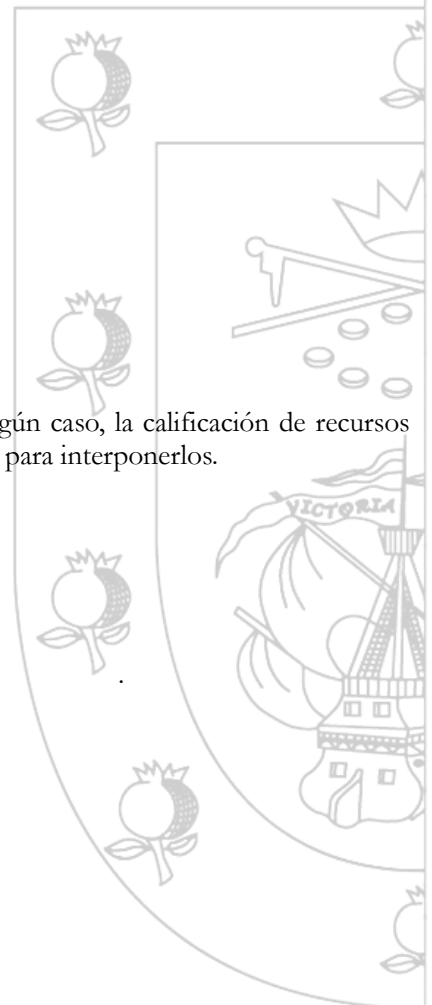 gún caso, la calificación de recursos
para interponerlos.
VICTORIA
.